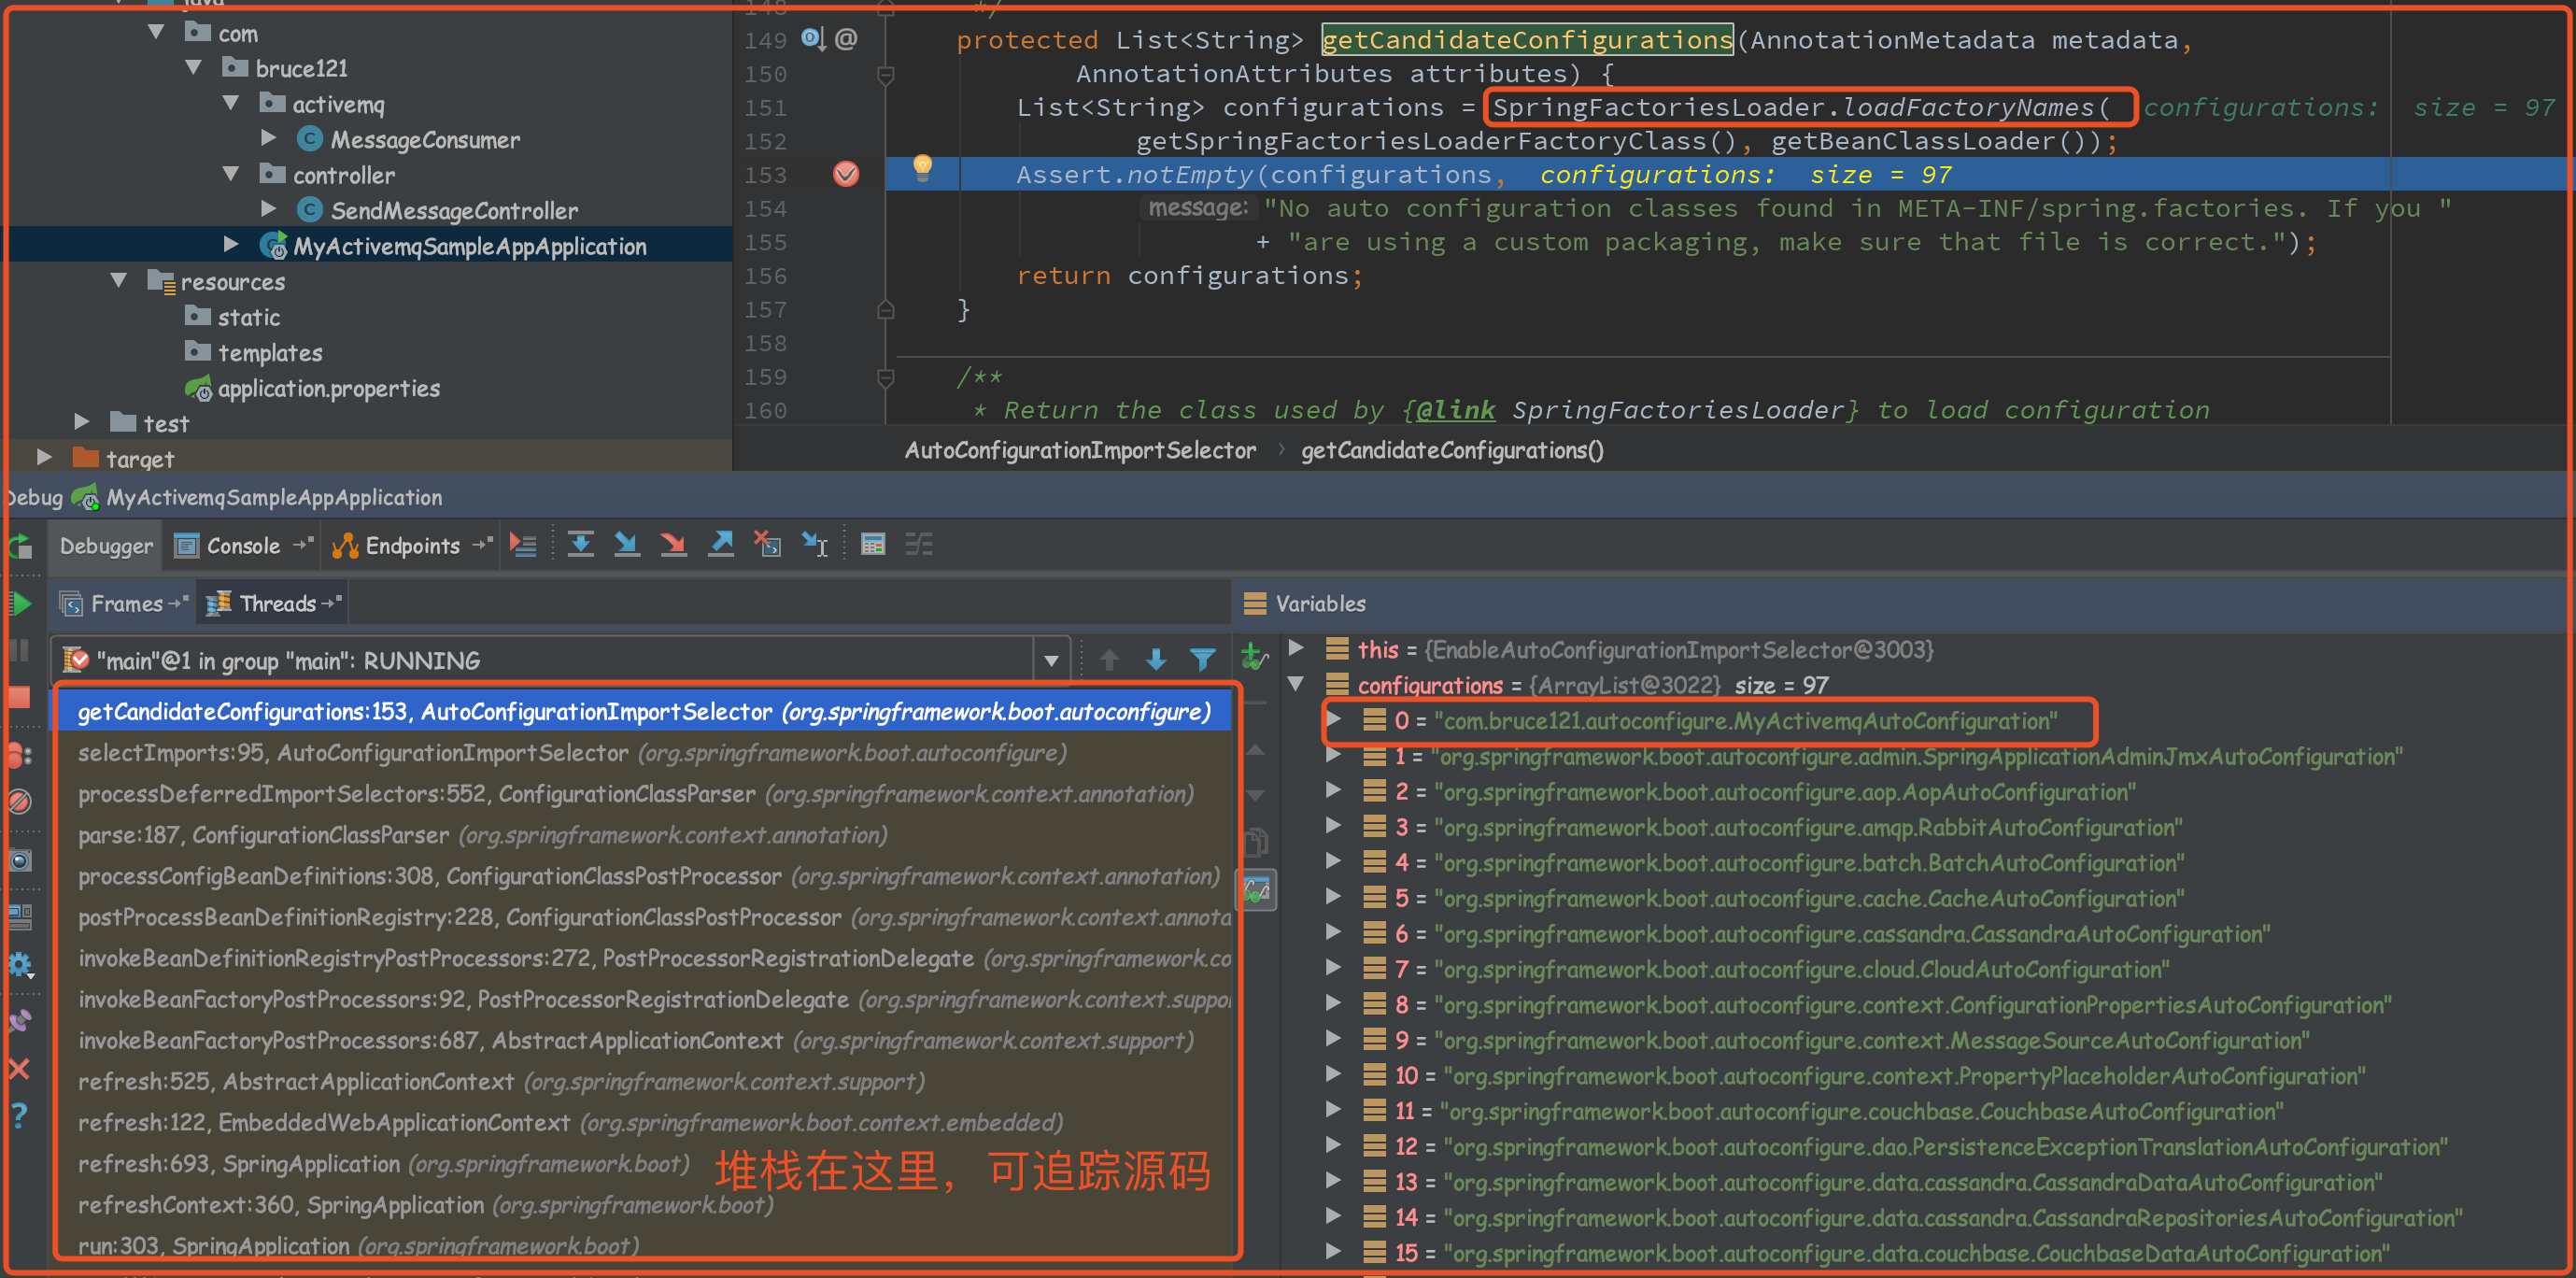 java
com
bruce121
activemq
MessageConsumer
controller
SendMessageController
MyActivemqSampleAppApplication
resources
static
templates
application.properties
test
target
148 */
149 protected List<String> getCandidateConfigurations(AnnotationMetadata metadata,
150 AnnotationAttributes attributes) {
151 List<String> configurations = SpringFactoriesLoader.loadFactoryNames( configurations: size = 97
152 getSpringFactoriesLoaderFactoryClass(), getBeanClassLoader());
153 Assert.notEmpty(configurations, configurations: size = 97
154 message: "No auto configuration classes found in META-INF/spring.factories. If you "
155 + "are using a custom packaging, make sure that file is correct.");
156 return configurations;
157 }
158
159 /**
160 * Return the class used by {@link SpringFactoriesLoader} to load configuration
AutoConfigurationImportSelector › getCandidateConfigurations()
Debug MyActivemqSampleAppApplication
Debugger Console Endpoints
Frames Threads
"main"@1 in group "main": RUNNING
getCandidateConfigurations:153, AutoConfigurationImportSelector (org.springframework.boot.autoconfigure)
selectImports:95, AutoConfigurationImportSelector (org.springframework.boot.autoconfigure)
processDeferredImportSelectors:552, ConfigurationClassParser (org.springframework.context.annotation)
parse:187, ConfigurationClassParser (org.springframework.context.annotation)
processConfigBeanDefinitions:308, ConfigurationClassPostProcessor (org.springframework.context.annotation)
postProcessBeanDefinitionRegistry:228, ConfigurationClassPostProcessor (org.springframework.context.annota
invokeBeanDefinitionRegistryPostProcessors:272, PostProcessorRegistrationDelegate (org.springframework.co
invokeBeanFactoryPostProcessors:92, PostProcessorRegistrationDelegate (org.springframework.context.suppor
invokeBeanFactoryPostProcessors:687, AbstractApplicationContext (org.springframework.context.support)
refresh:525, AbstractApplicationContext (org.springframework.context.support)
refresh:122, EmbeddedWebApplicationContext (org.springframework.boot.context.embedded)
refresh:693, SpringApplication (org.springframework.boot)
堆栈在这里，可追踪源码
refreshContext:360, SpringApplication (org.springframework.boot)
run:303, SpringApplication (org.springframework.boot)
Variables
this = {EnableAutoConfigurationImportSelector@3003}
configurations = {ArrayList@3022} size = 97
0 = "com.bruce121.autoconfigure.MyActivemqAutoConfiguration"
1 = "org.springframework.boot.autoconfigure.admin.SpringApplicationAdminJmxAutoConfiguration"
2 = "org.springframework.boot.autoconfigure.aop.AopAutoConfiguration"
3 = "org.springframework.boot.autoconfigure.amqp.RabbitAutoConfiguration"
4 = "org.springframework.boot.autoconfigure.batch.BatchAutoConfiguration"
5 = "org.springframework.boot.autoconfigure.cache.CacheAutoConfiguration"
6 = "org.springframework.boot.autoconfigure.cassandra.CassandraAutoConfiguration"
7 = "org.springframework.boot.autoconfigure.cloud.CloudAutoConfiguration"
8 = "org.springframework.boot.autoconfigure.context.ConfigurationPropertiesAutoConfiguration"
9 = "org.springframework.boot.autoconfigure.context.MessageSourceAutoConfiguration"
10 = "org.springframework.boot.autoconfigure.context.PropertyPlaceholderAutoConfiguration"
11 = "org.springframework.boot.autoconfigure.couchbase.CouchbaseAutoConfiguration"
12 = "org.springframework.boot.autoconfigure.dao.PersistenceExceptionTranslationAutoConfiguration"
13 = "org.springframework.boot.autoconfigure.data.cassandra.CassandraDataAutoConfiguration"
14 = "org.springframework.boot.autoconfigure.data.cassandra.CassandraRepositoriesAutoConfiguration"
15 = "org.springframework.boot.autoconfigure.data.couchbase.CouchbaseDataAutoConfiguration"